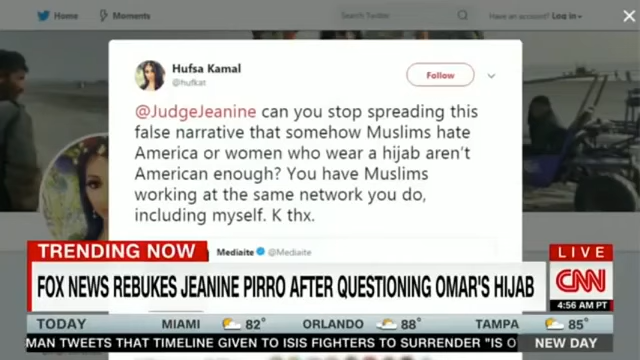 Home Moments Search Twitter Have an account? Log in
Hufsa Kamal
@hufkat
Follow
@JudgeJeanine can you stop spreading this
false narrative that somehow Muslims hate
America or women who wear a hijab aren't
American enough? You have Muslims
working at the same network you do,
including myself. K thx.
Mediaite @Mediaite
TRENDING NOW
LIVE
FOX NEWS REBUKES JEANINE PIRRO AFTER QUESTIONING OMAR'S HIJAB
CNN
4:56 AM PT
TODAY MIAMI 82° ORLANDO 88° TAMPA 85°
MAN TWEETS THAT TIMELINE GIVEN TO ISIS FIGHTERS TO SURRENDER "IS O
NEW DAY